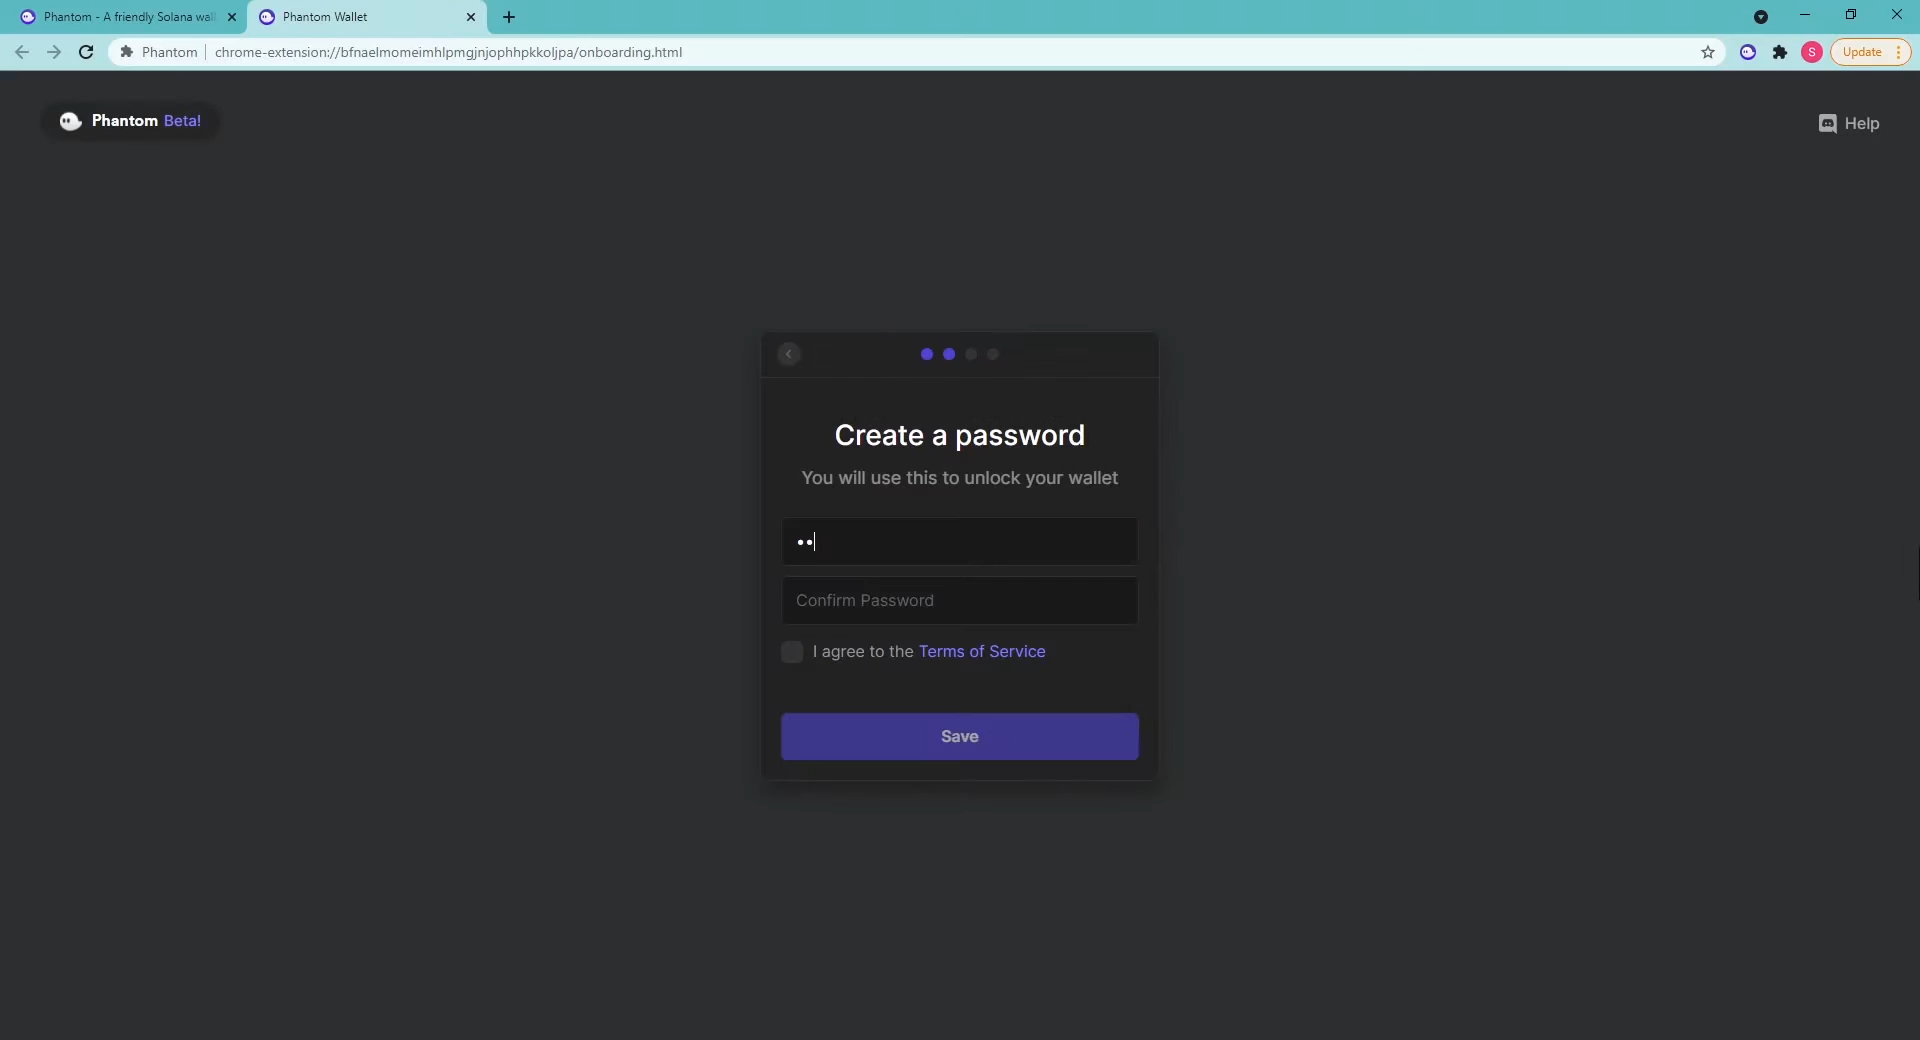 Phantom - A friendly Solana wal
Phantom Wallet
Phantom
chrome-extension://bfnaelmomeimhlpmgjnjophhpkkoljpa/onboarding.html
S
Update
Phantom Beta!
Help
Create a password
You will use this to unlock your wallet
••
Confirm Password
I agree to the Terms of Service
Save